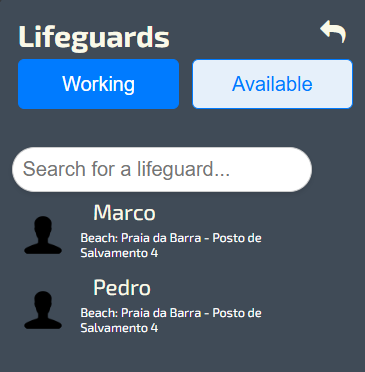 Lifeguards
Working
Available
Search for a lifeguard...
Marco
Beach: Praia da Barra - Posto de
Salvamento 4
Pedro
Beach: Praia da Barra - Posto de
Salvamento 4